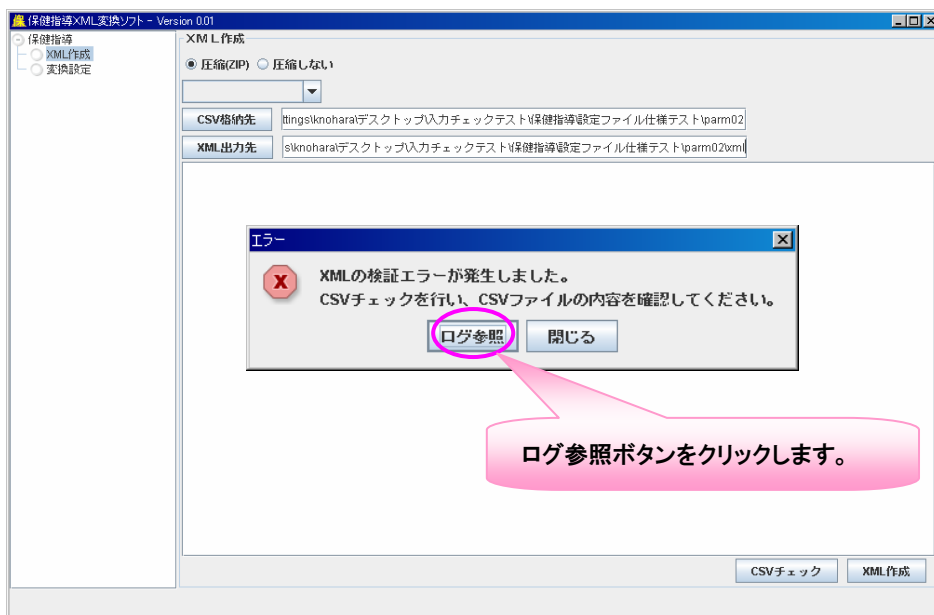 保健指導XML変換ソフト - Version 0.01
保健指導
XML作成
変換設定
XML作成
圧縮(ZIP) 圧縮しない
CSV格納先 ttings\knohara\デスクトップ\入力チェックテスト\保健指導\設定ファイル仕様テスト\parm02
XML出力先 s\knohara\デスクトップ\入力チェックテスト\保健指導\設定ファイル仕様テスト\parm02\xml
エラー
XMLの検証エラーが発生しました。
CSVチェックを行い、CSVファイルの内容を確認してください。
ログ参照 閉じる
ログ参照ボタンをクリックします。
CSVチェック XML作成